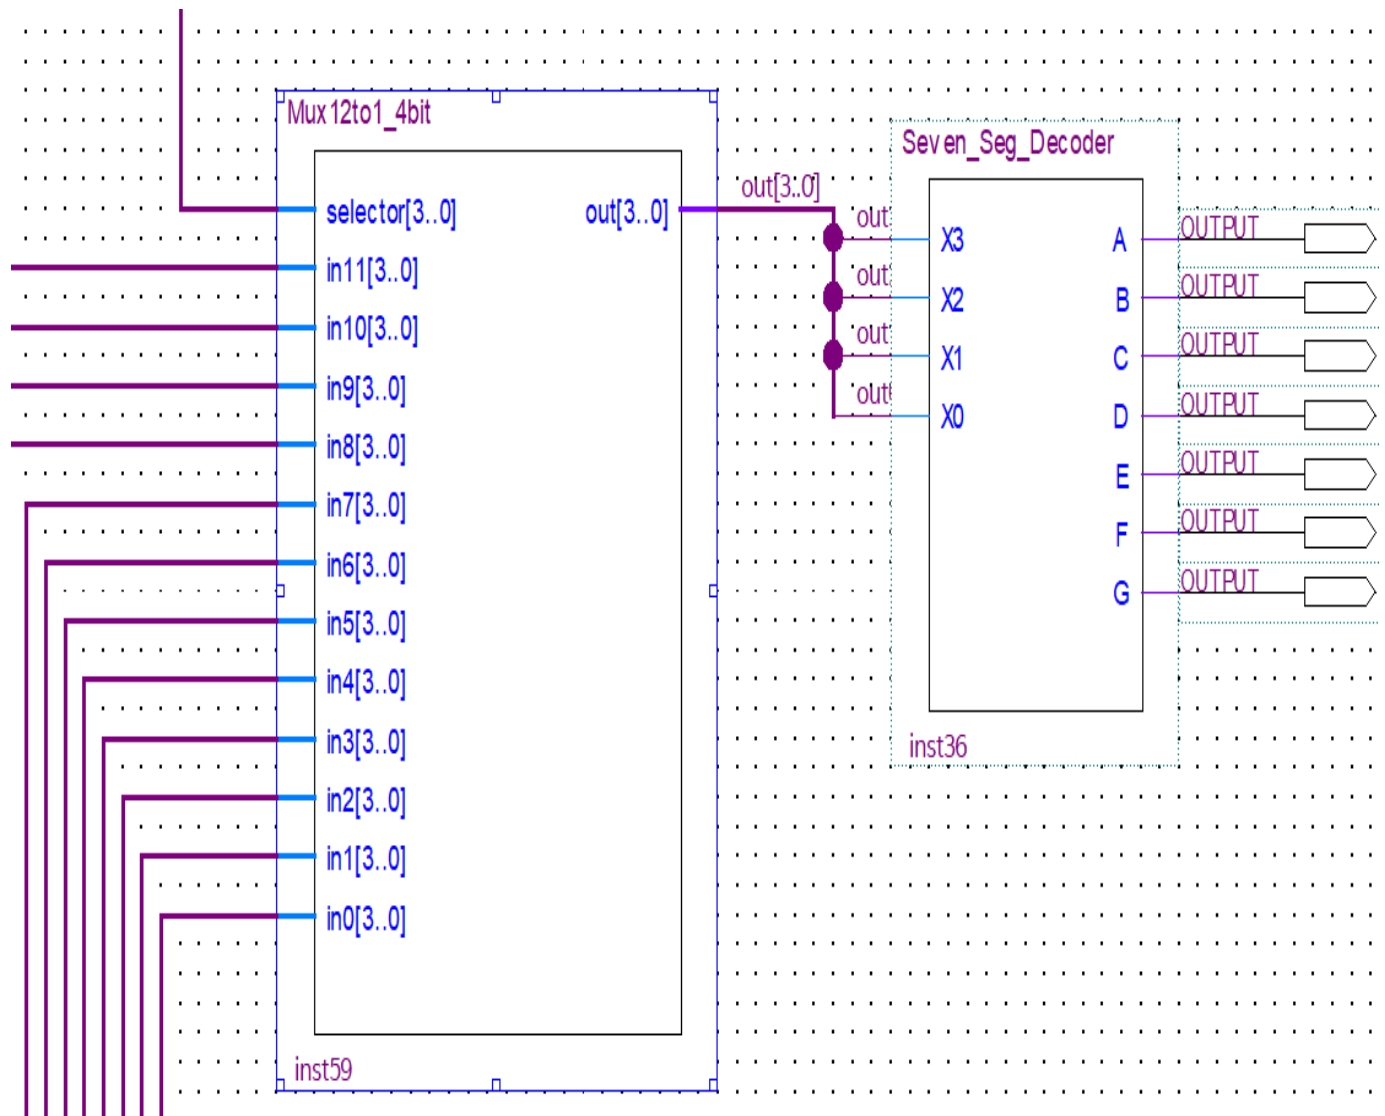 Mux12to1_4bit
selector[3..0]
out[3..0]
in11[3..0]
in10[3..0]
in9[3..0]
in8[3..0]
in7[3..0]
in6[3..0]
in5[3..0]
in4[3..0]
in3[3..0]
in2[3..0]
in1[3..0]
in0[3..0]
inst59
out[3..0]
out
out
out
out
Seven_Seg_Decoder
X3
X2
X1
X0
A
B
C
D
E
F
G
inst36
OUTPUT
OUTPUT
OUTPUT
OUTPUT
OUTPUT
OUTPUT
OUTPUT